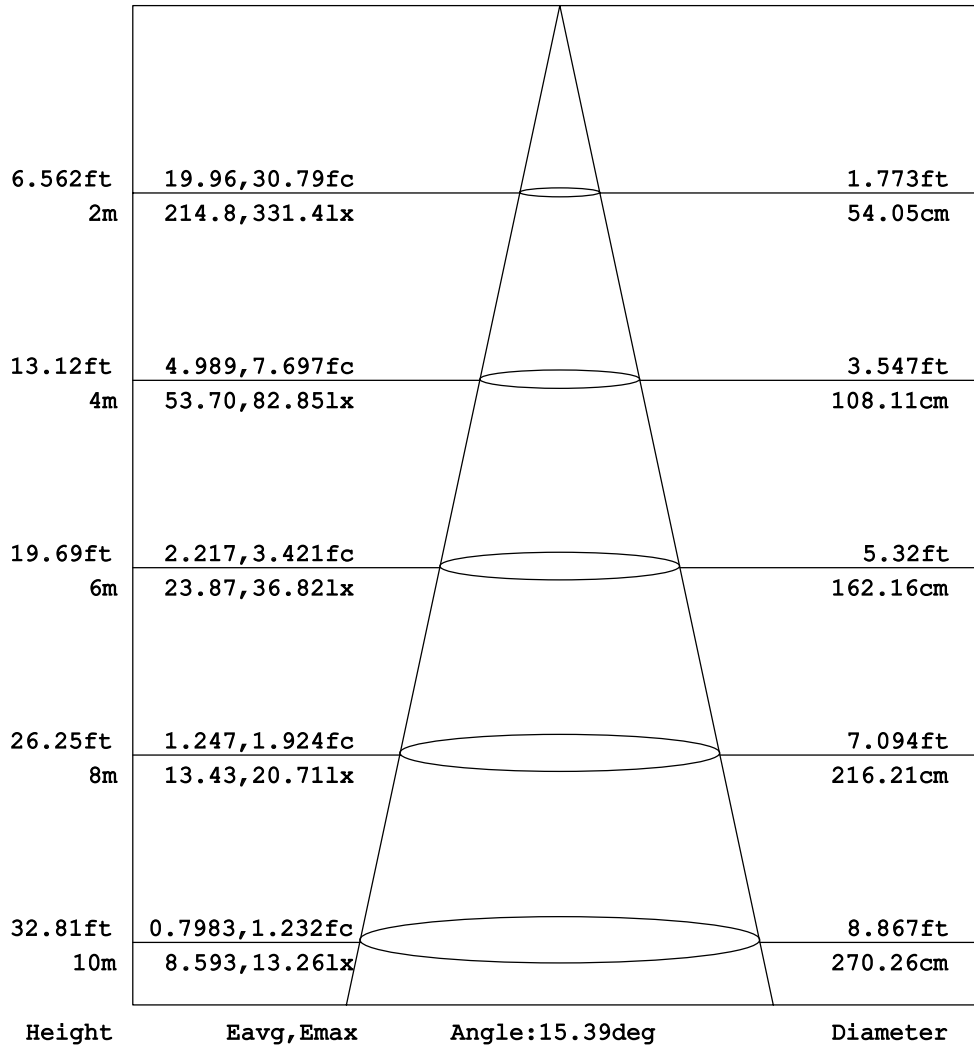 6.562ft 19.96,30.79fc 1.773ft
2m 214.8,331.4lx 54.05cm
13.12ft 4.989,7.697fc 3.547ft
4m 53.70,82.85lx 108.11cm
19.69ft 2.217,3.421fc 5.32ft
6m 23.87,36.82lx 162.16cm
26.25ft 1.247,1.924fc 7.094ft
8m 13.43,20.71lx 216.21cm
32.81ft 0.7983,1.232fc 8.867ft
10m 8.593,13.26lx 270.26cm
Height Eavg,Emax Angle:15.39deg Diameter